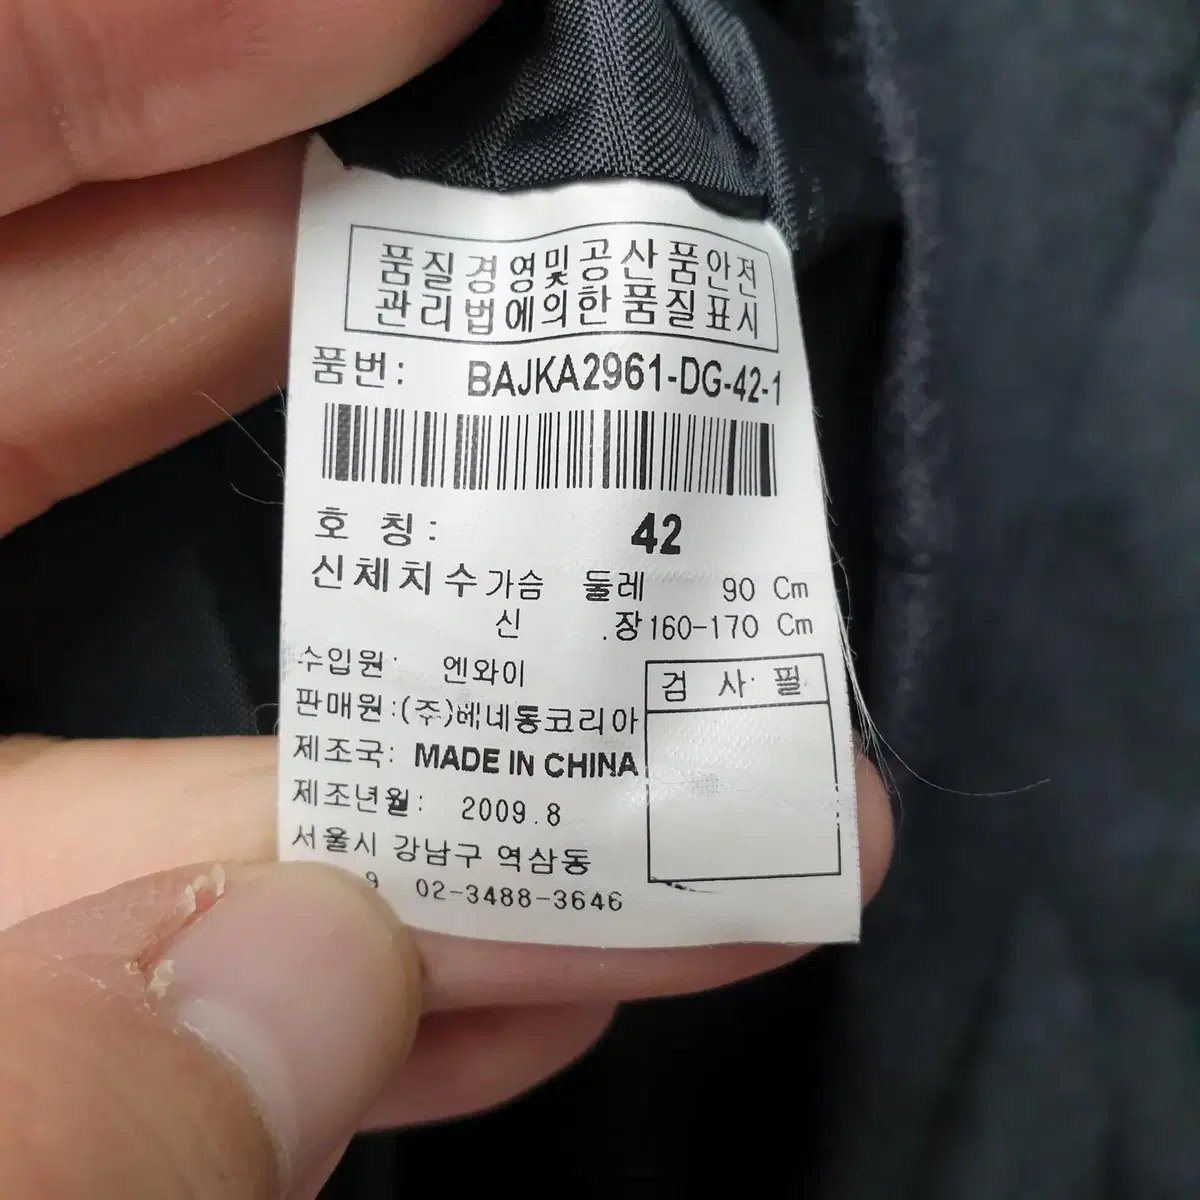 품질경영및공산품안전
관리법에의한품질표시
품번: BAJKA2961-DG-42-1
호 칭: 42
신체치수 가슴 둘레 90 Cm
신 .장 160-170 Cm
수입원: 엔와이
판매원:(주)베네통코리아
제조국: MADE IN CHINA
제조년월: 2009.8
서울시 강남구 역삼동
9 02-3488-3646
검 사 필